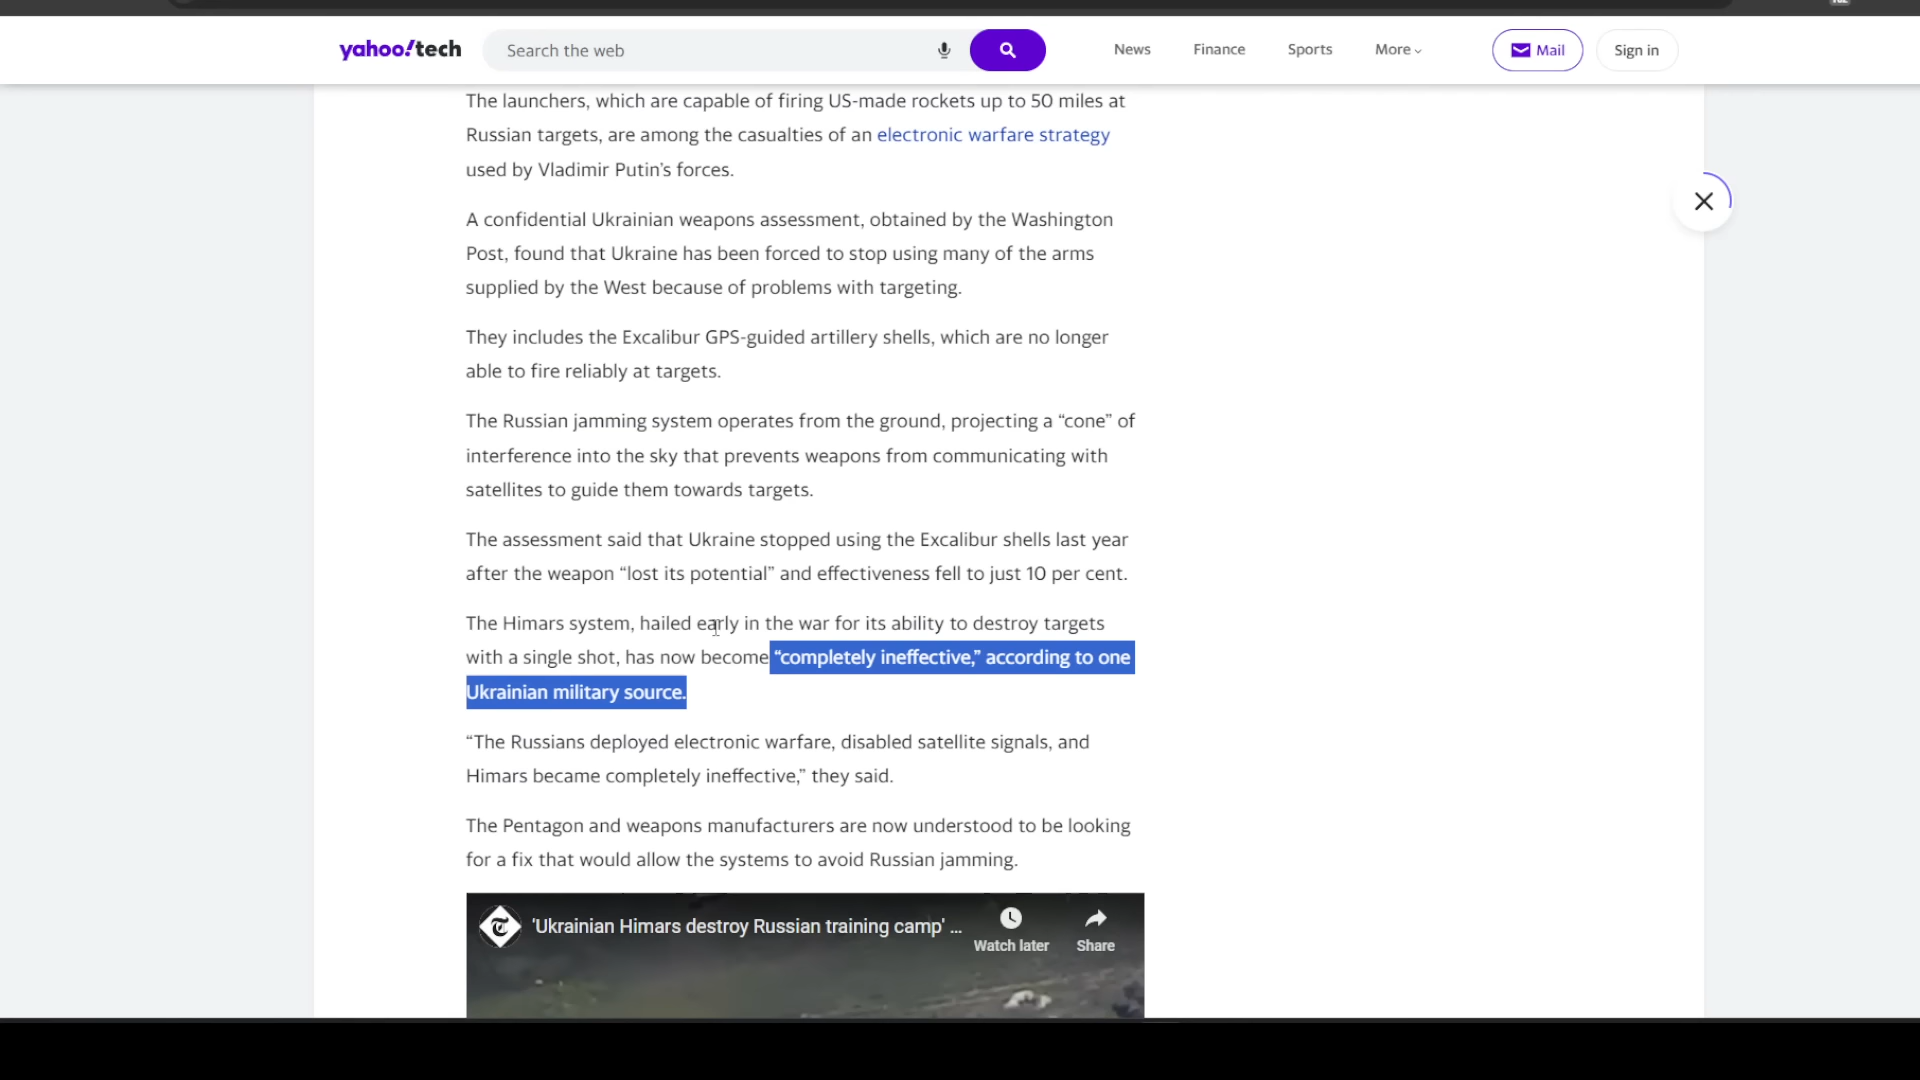 yahoo!tech
Search the web
News
Finance
Sports
More
Mail
Sign in
The launchers, which are capable of firing US-made rockets up to 50 miles at
Russian targets, are among the casualties of an electronic warfare strategy
used by Vladimir Putin’s forces.
A confidential Ukrainian weapons assessment, obtained by the Washington
Post, found that Ukraine has been forced to stop using many of the arms
supplied by the West because of problems with targeting.
They includes the Excalibur GPS-guided artillery shells, which are no longer
able to fire reliably at targets.
The Russian jamming system operates from the ground, projecting a “cone” of
interference into the sky that prevents weapons from communicating with
satellites to guide them towards targets.
The assessment said that Ukraine stopped using the Excalibur shells last year
after the weapon “lost its potential” and effectiveness fell to just 10 per cent.
The Himars system, hailed early in the war for its ability to destroy targets
with a single shot, has now become “completely ineffective,” according to one
Ukrainian military source.
“The Russians deployed electronic warfare, disabled satellite signals, and
Himars became completely ineffective,” they said.
The Pentagon and weapons manufacturers are now understood to be looking
for a fix that would allow the systems to avoid Russian jamming.
'Ukrainian Himars destroy Russian training camp' ...
Watch later
Share